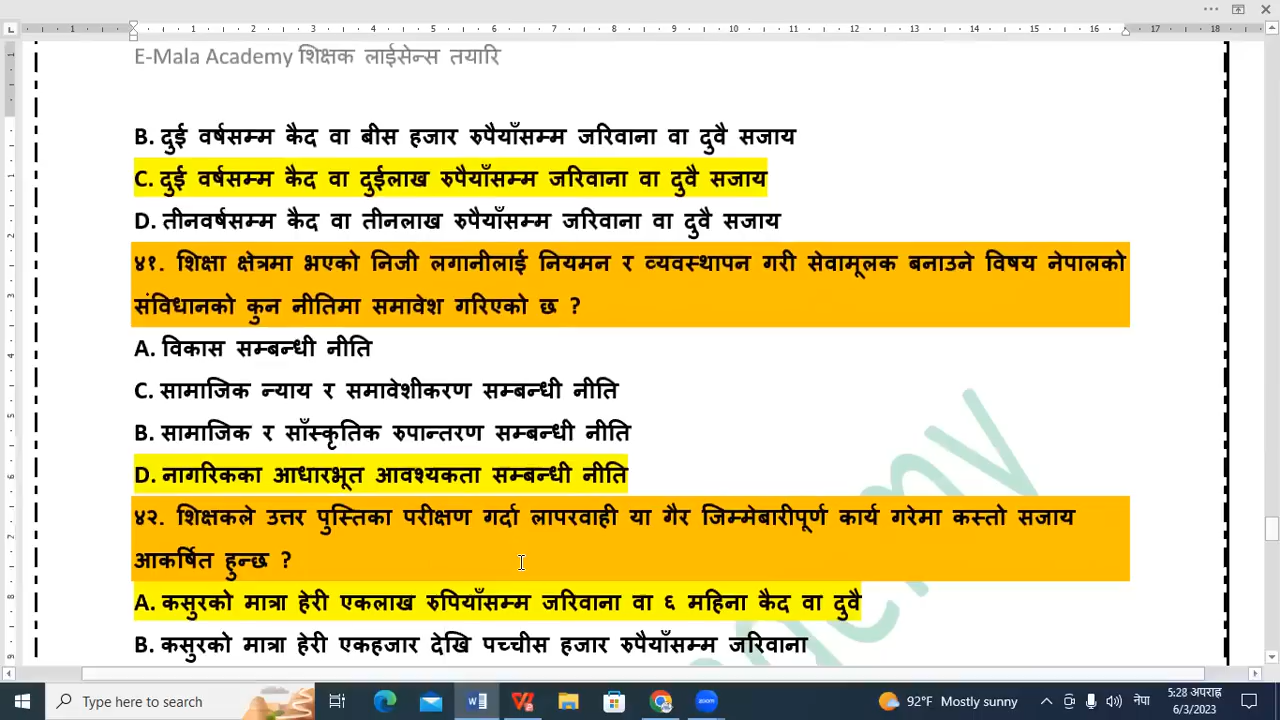 E-Mala Academy शिक्षक लाईसेन्स तयारि
B. दुई वर्षसम्म कैद वा बीस हजार रुपैयाँसम्म जरिवाना वा दुवै सजाय
C. दुई वर्षसम्म कैद वा दुईलाख रुपैयाँसम्म जरिवाना वा दुवै सजाय
D. तीनवर्षसम्म कैद वा तीनलाख रुपैयाँसम्म जरिवाना वा दुवै सजाय
४१. शिक्षा क्षेत्रमा भएको निजी लगानीलाई नियमन र व्यवस्थापन गरी सेवामूलक बनाउने विषय नेपालको
संविधानको कुन नीतिमा समावेश गरिएको छ ?
A. विकास सम्बन्धी नीति
C. सामाजिक न्याय र समावेशीकरण सम्बन्धी नीति
B. सामाजिक र साँस्कृतिक रुपान्तरण सम्बन्धी नीति
D. नागरिकका आधारभूत आवश्यकता सम्बन्धी नीति
४२. शिक्षकले उत्तर पुस्तिका परीक्षण गर्दा लापरवाही या गैर जिम्मेबारीपूर्ण कार्य गरेमा कस्तो सजाय
आकर्षित हुन्छ ?
A. कसुरको मात्रा हेरी एकलाख रुपियाँसम्म जरिवाना वा ६ महिना कैद वा दुवै
B. कसुरको मात्रा हेरी एकहजार देखि पच्चीस हजार रुपैयाँसम्म जरिवाना
Type here to search
92°F Mostly sunny
नेपा
5:28 अपराह्न
6/3/2023